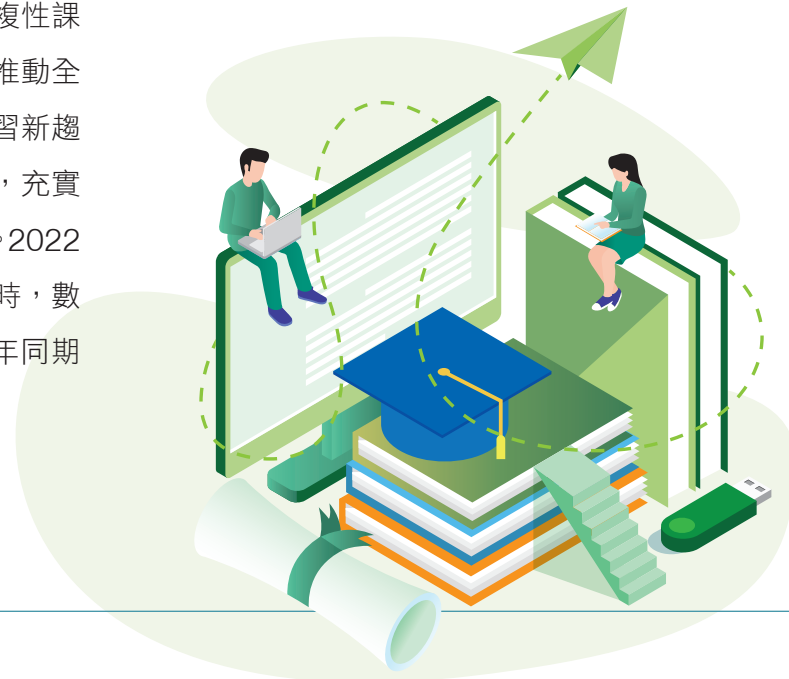 複性課
推動全
習新趨
，充實
。2022
時，數
年同期